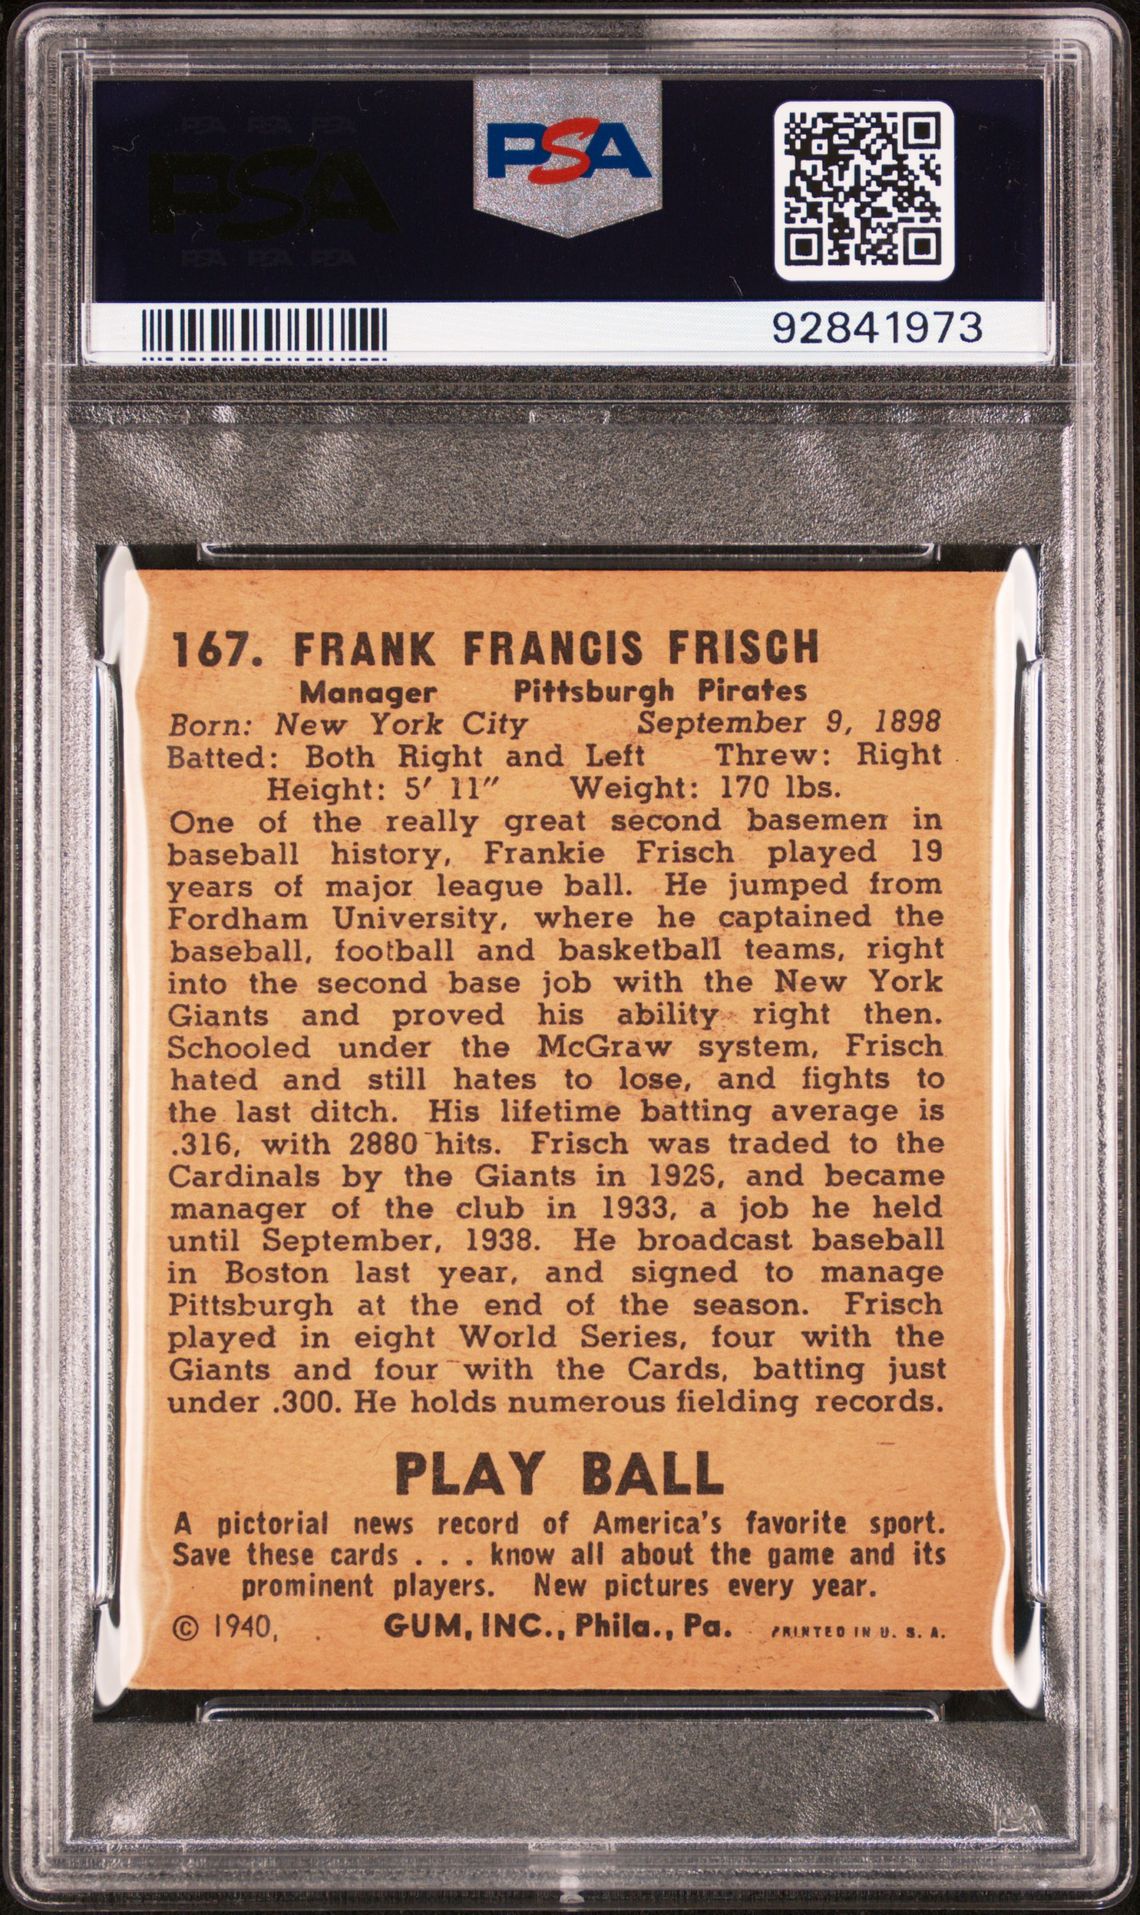 PSA PSA PSA
PSA
PSA PSA PSA
PSA
92841973
167. FRANK FRANCIS FRISCH
Manager Pittsburgh Pirates
Born: New York City September 9, 1898
Batted: Both Right and Left Threw: Right
Height: 5′ 11″ Weight: 170 lbs.
One of the really great second basemen in
baseball history, Frankie Frisch played 19
years of major league ball. He jumped from
Fordham University, where he captained the
baseball, football and basketball teams, right
into the second base job with the New York
Giants and proved his ability right then.
Schooled under the McGraw system, Frisch
hated and still hates to lose, and fights to
the last ditch. His lifetime batting average is
.316, with 2880 hits. Frisch was traded to the
Cardinals by the Giants in 1926, and became
manager of the club in 1933, a job he held
until September, 1938. He broadcast baseball
in Boston last year, and signed to manage
Pittsburgh at the end of the season. Frisch
played in eight World Series, four with the
Giants and four with the Cards, batting just
under .300. He holds numerous fielding records.
PLAY BALL
A pictorial news record of America's favorite sport.
Save these cards . . . know all about the game and its
prominent players. New pictures every year.
© 1940, GUM, INC., Phila., Pa. PRINTED IN U. S. A.
PSA